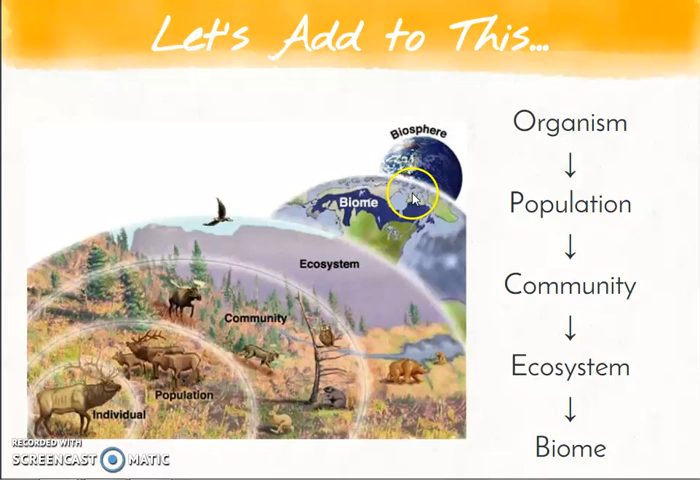 Let's Add to This...
Biosphere
Biome
Ecosystem
Community
Population
Individual
Organism
↓
Population
↓
Community
↓
Ecosystem
↓
Biome
RECORDED WITH
SCREENCAST MATIC